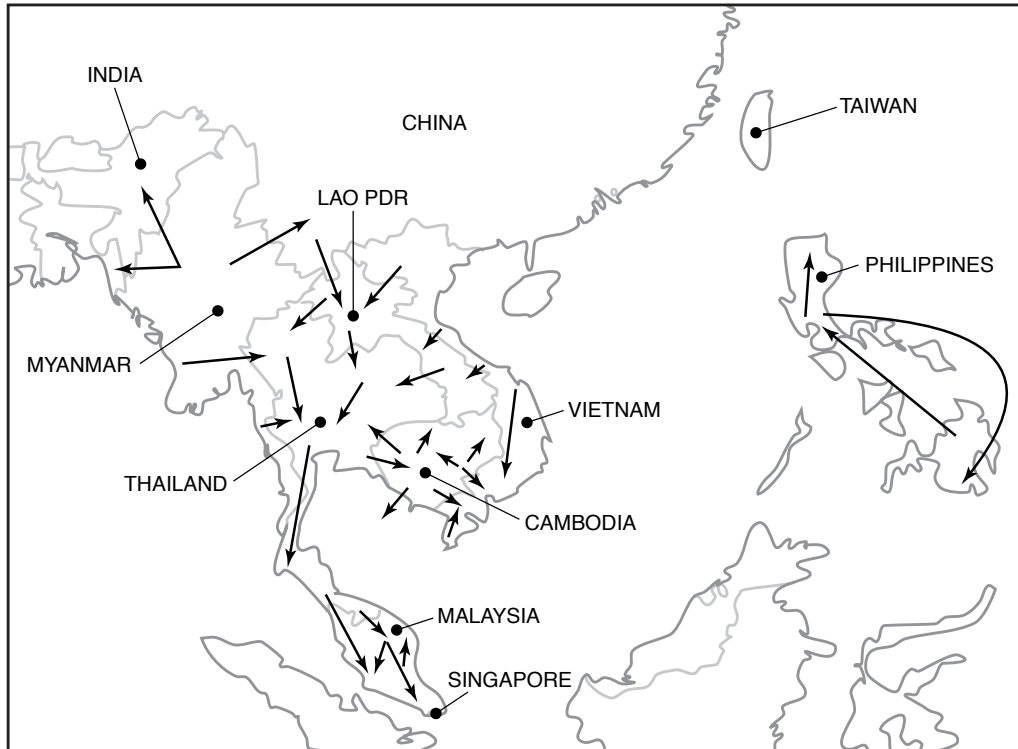 INDIA
TAIWAN
CHINA
LAO PDR
PHILIPPINES
MYANMAR
VIETNAM
THAILAND
CAMBODIA
MALAYSIA
SINGAPORE